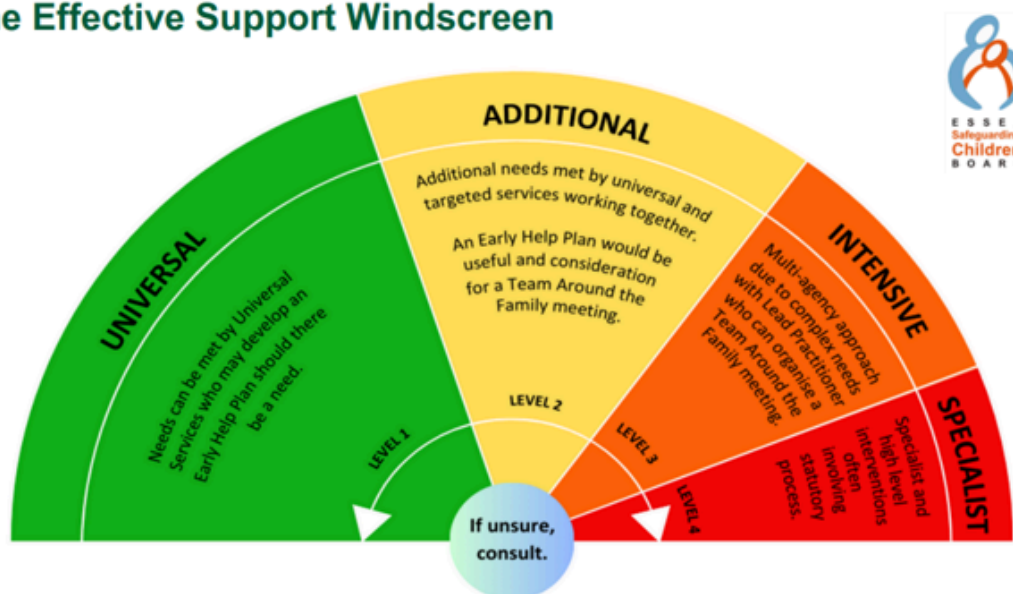 e Effective Support Windscreen
E S S E
Safeguardin
Children
B O A R
UNIVERSAL
Needs can be met by Universal
Services who may develop an
Early Help Plan should there
be a need.
LEVEL 1
ADDITIONAL
Additional needs met by universal and
targeted services working together.
An Early Help Plan would be
useful and consideration
for a Team Around the
Family meeting.
LEVEL 2
INTENSIVE
Multi-agency approach
due to complex needs
with Lead Practitioner
who can organise a
Team Around the
Family meeting.
LEVEL 3
SPECIALIST
Specialist and
high level
interventions
often
involving
statutory
process.
LEVEL 4
If unsure,
consult.